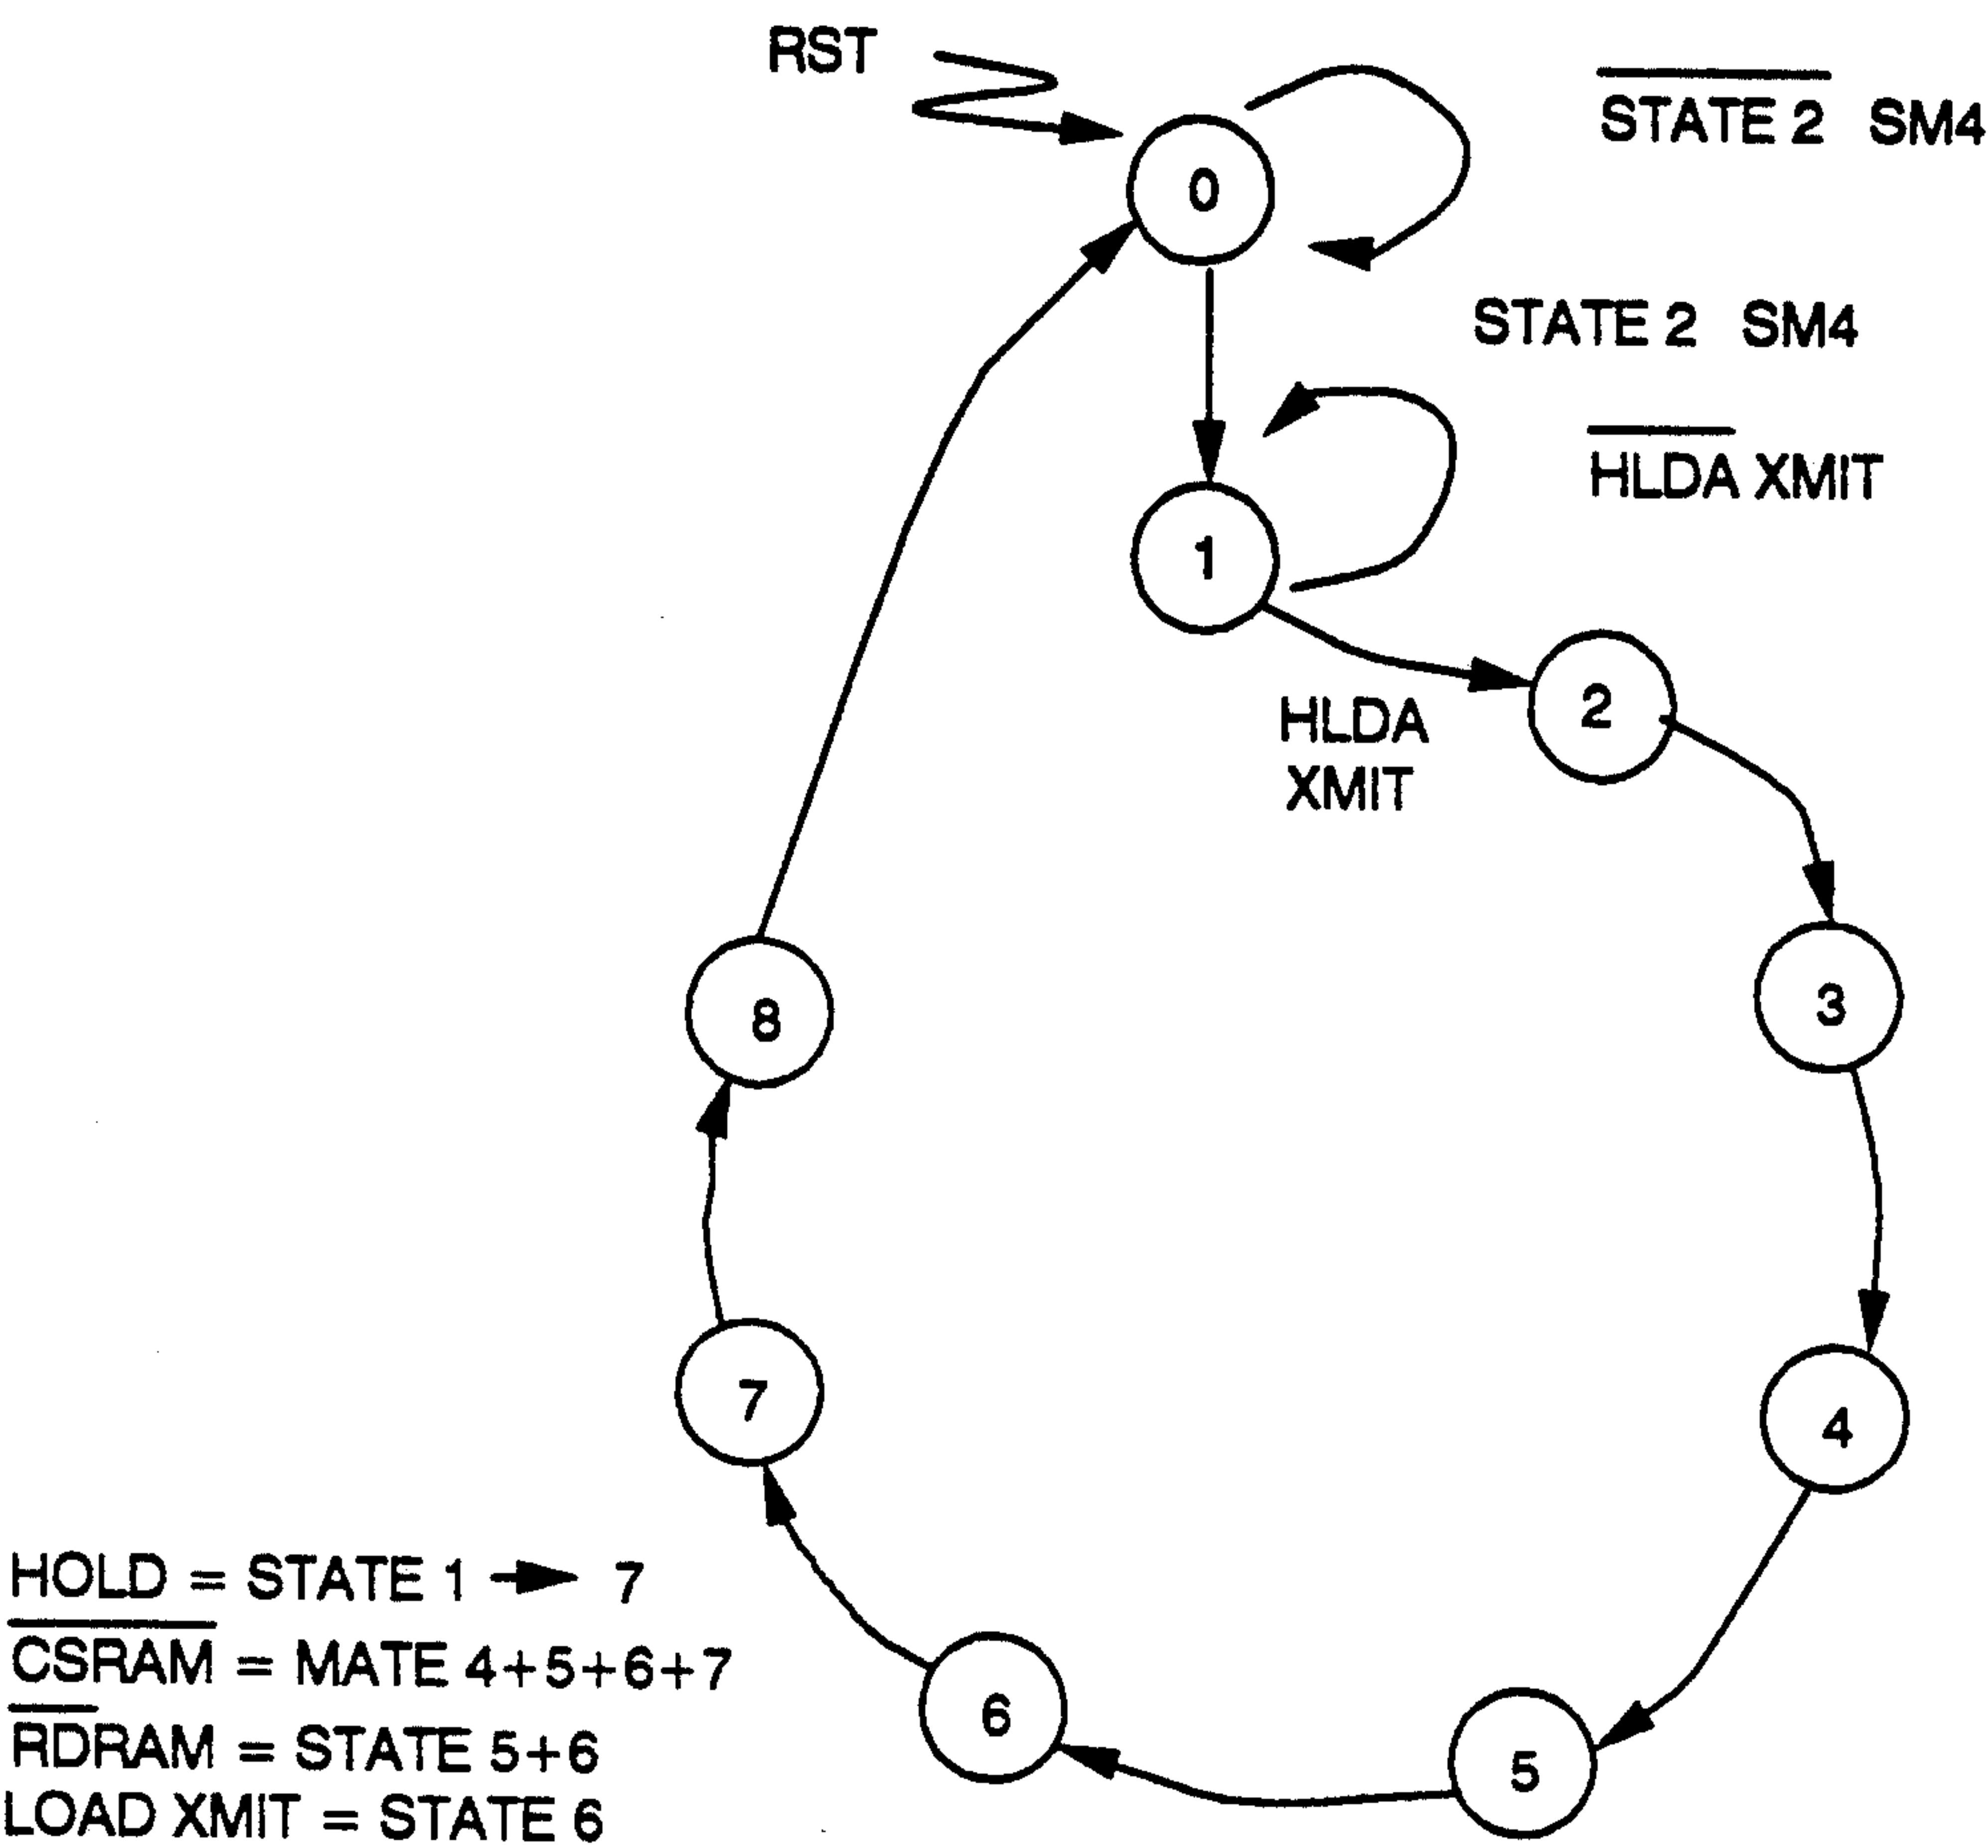 RST
STATE 2 SM4
0
STATE 2 SM4
HLDA XMIT
1
HLDA
XMIT
2
3
8
4
7
6
5
HOLD = STATE 1 → 7
CSRAM = MATE 4+5+6+7
RDRAM = STATE 5+6
LOAD XMIT = STATE 6